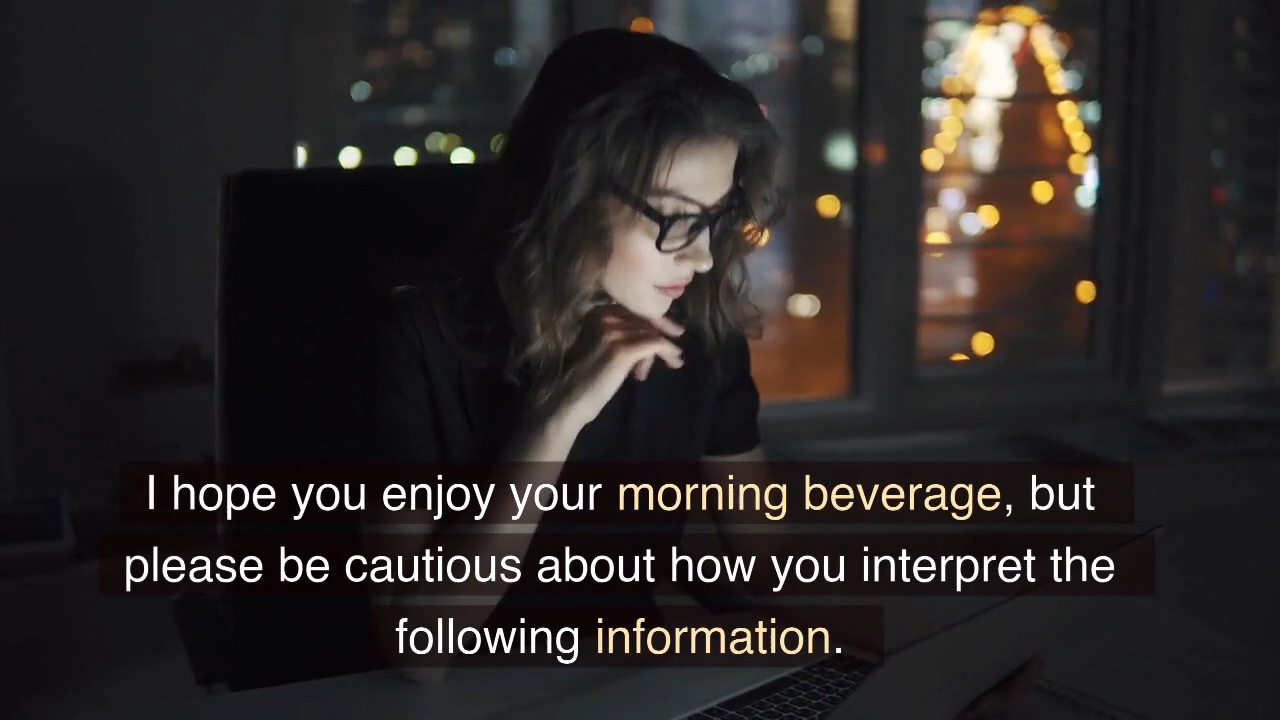 I hope you enjoy your morning beverage, but
please be cautious about how you interpret the
following information.